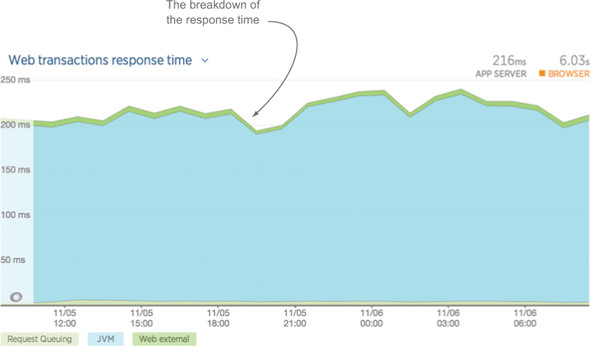 The breakdown of
the response time
Web transactions response time
216ms
APP SERVER
6.03s
BROWSER
250 ms
200 ms
150 ms
100 ms
50 ms
11/05
12:00
11/05
15:00
11/05
18:00
11/05
21:00
11/06
00:00
11/06
03:00
11/06
06:00
Request Queuing
JVM
Web external